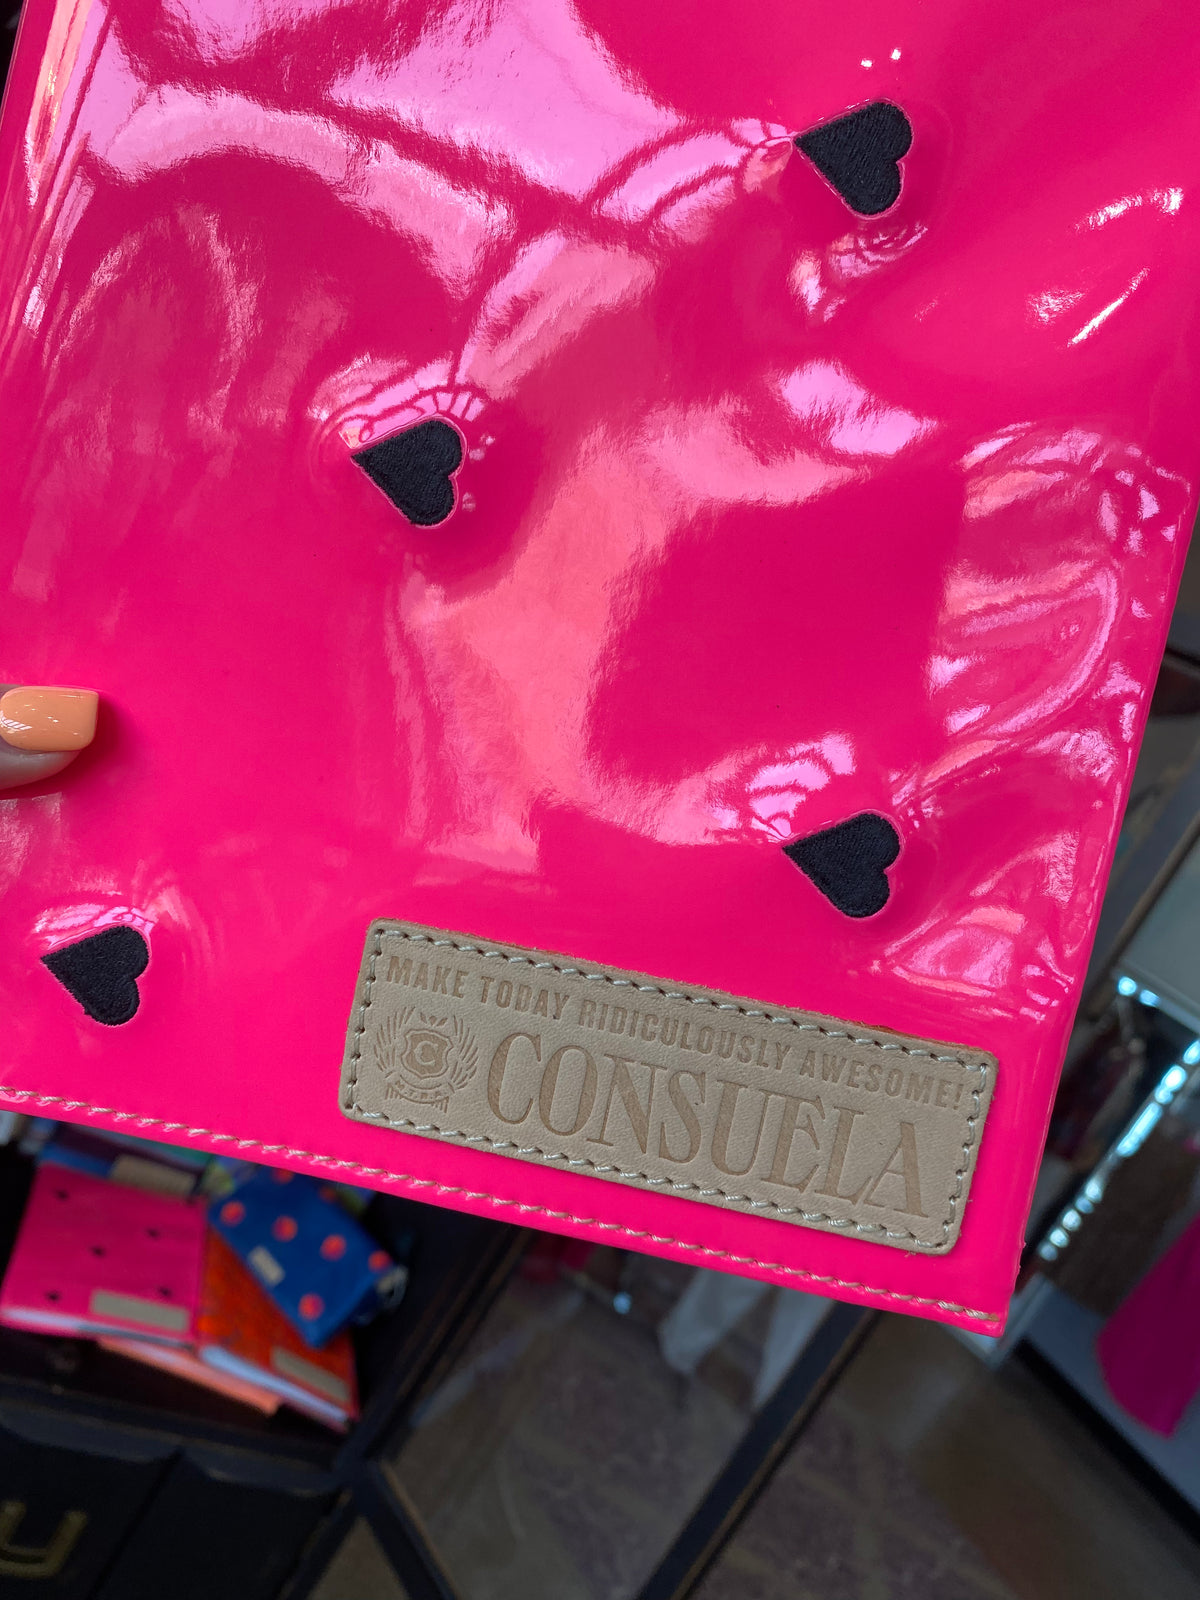 MAKE TODAY RIDICULOUSLY AWESOME!
C
CONSUELA